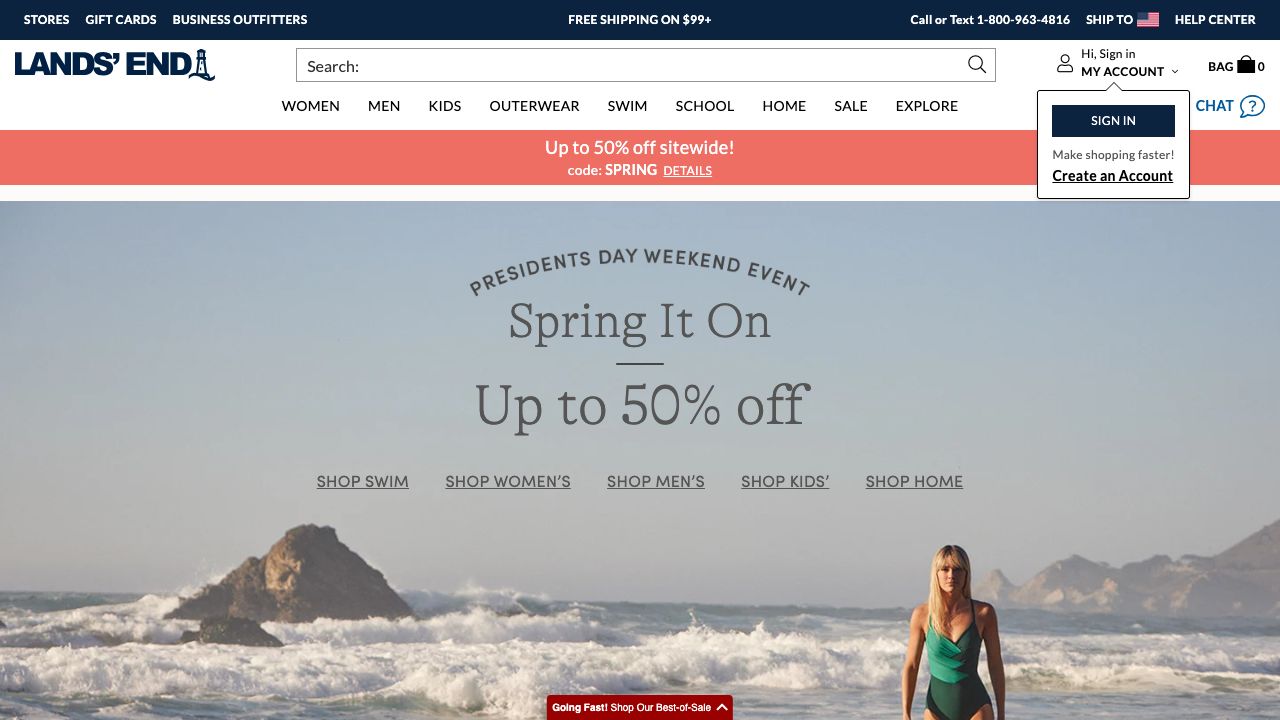 STORES GIFT CARDS BUSINESS OUTFITTERS FREE SHIPPING ON $99+ Call or Text 1-800-963-4816 SHIP TO HELP CENTER
LANDS' END
Search:
Hi, Sign in
MY ACCOUNT
BAG 0
WOMEN MEN KIDS OUTERWEAR SWIM SCHOOL HOME SALE EXPLORE
CHAT ?
SIGN IN
Make shopping faster!
Create an Account
Up to 50% off sitewide!
code: SPRING DETAILS
PRESIDENTS DAY WEEKEND EVENT
Spring It On
Up to 50% off
SHOP SWIM SHOP WOMEN'S SHOP MEN'S SHOP KIDS' SHOP HOME
Going Fast! Shop Our Best-of-Sale